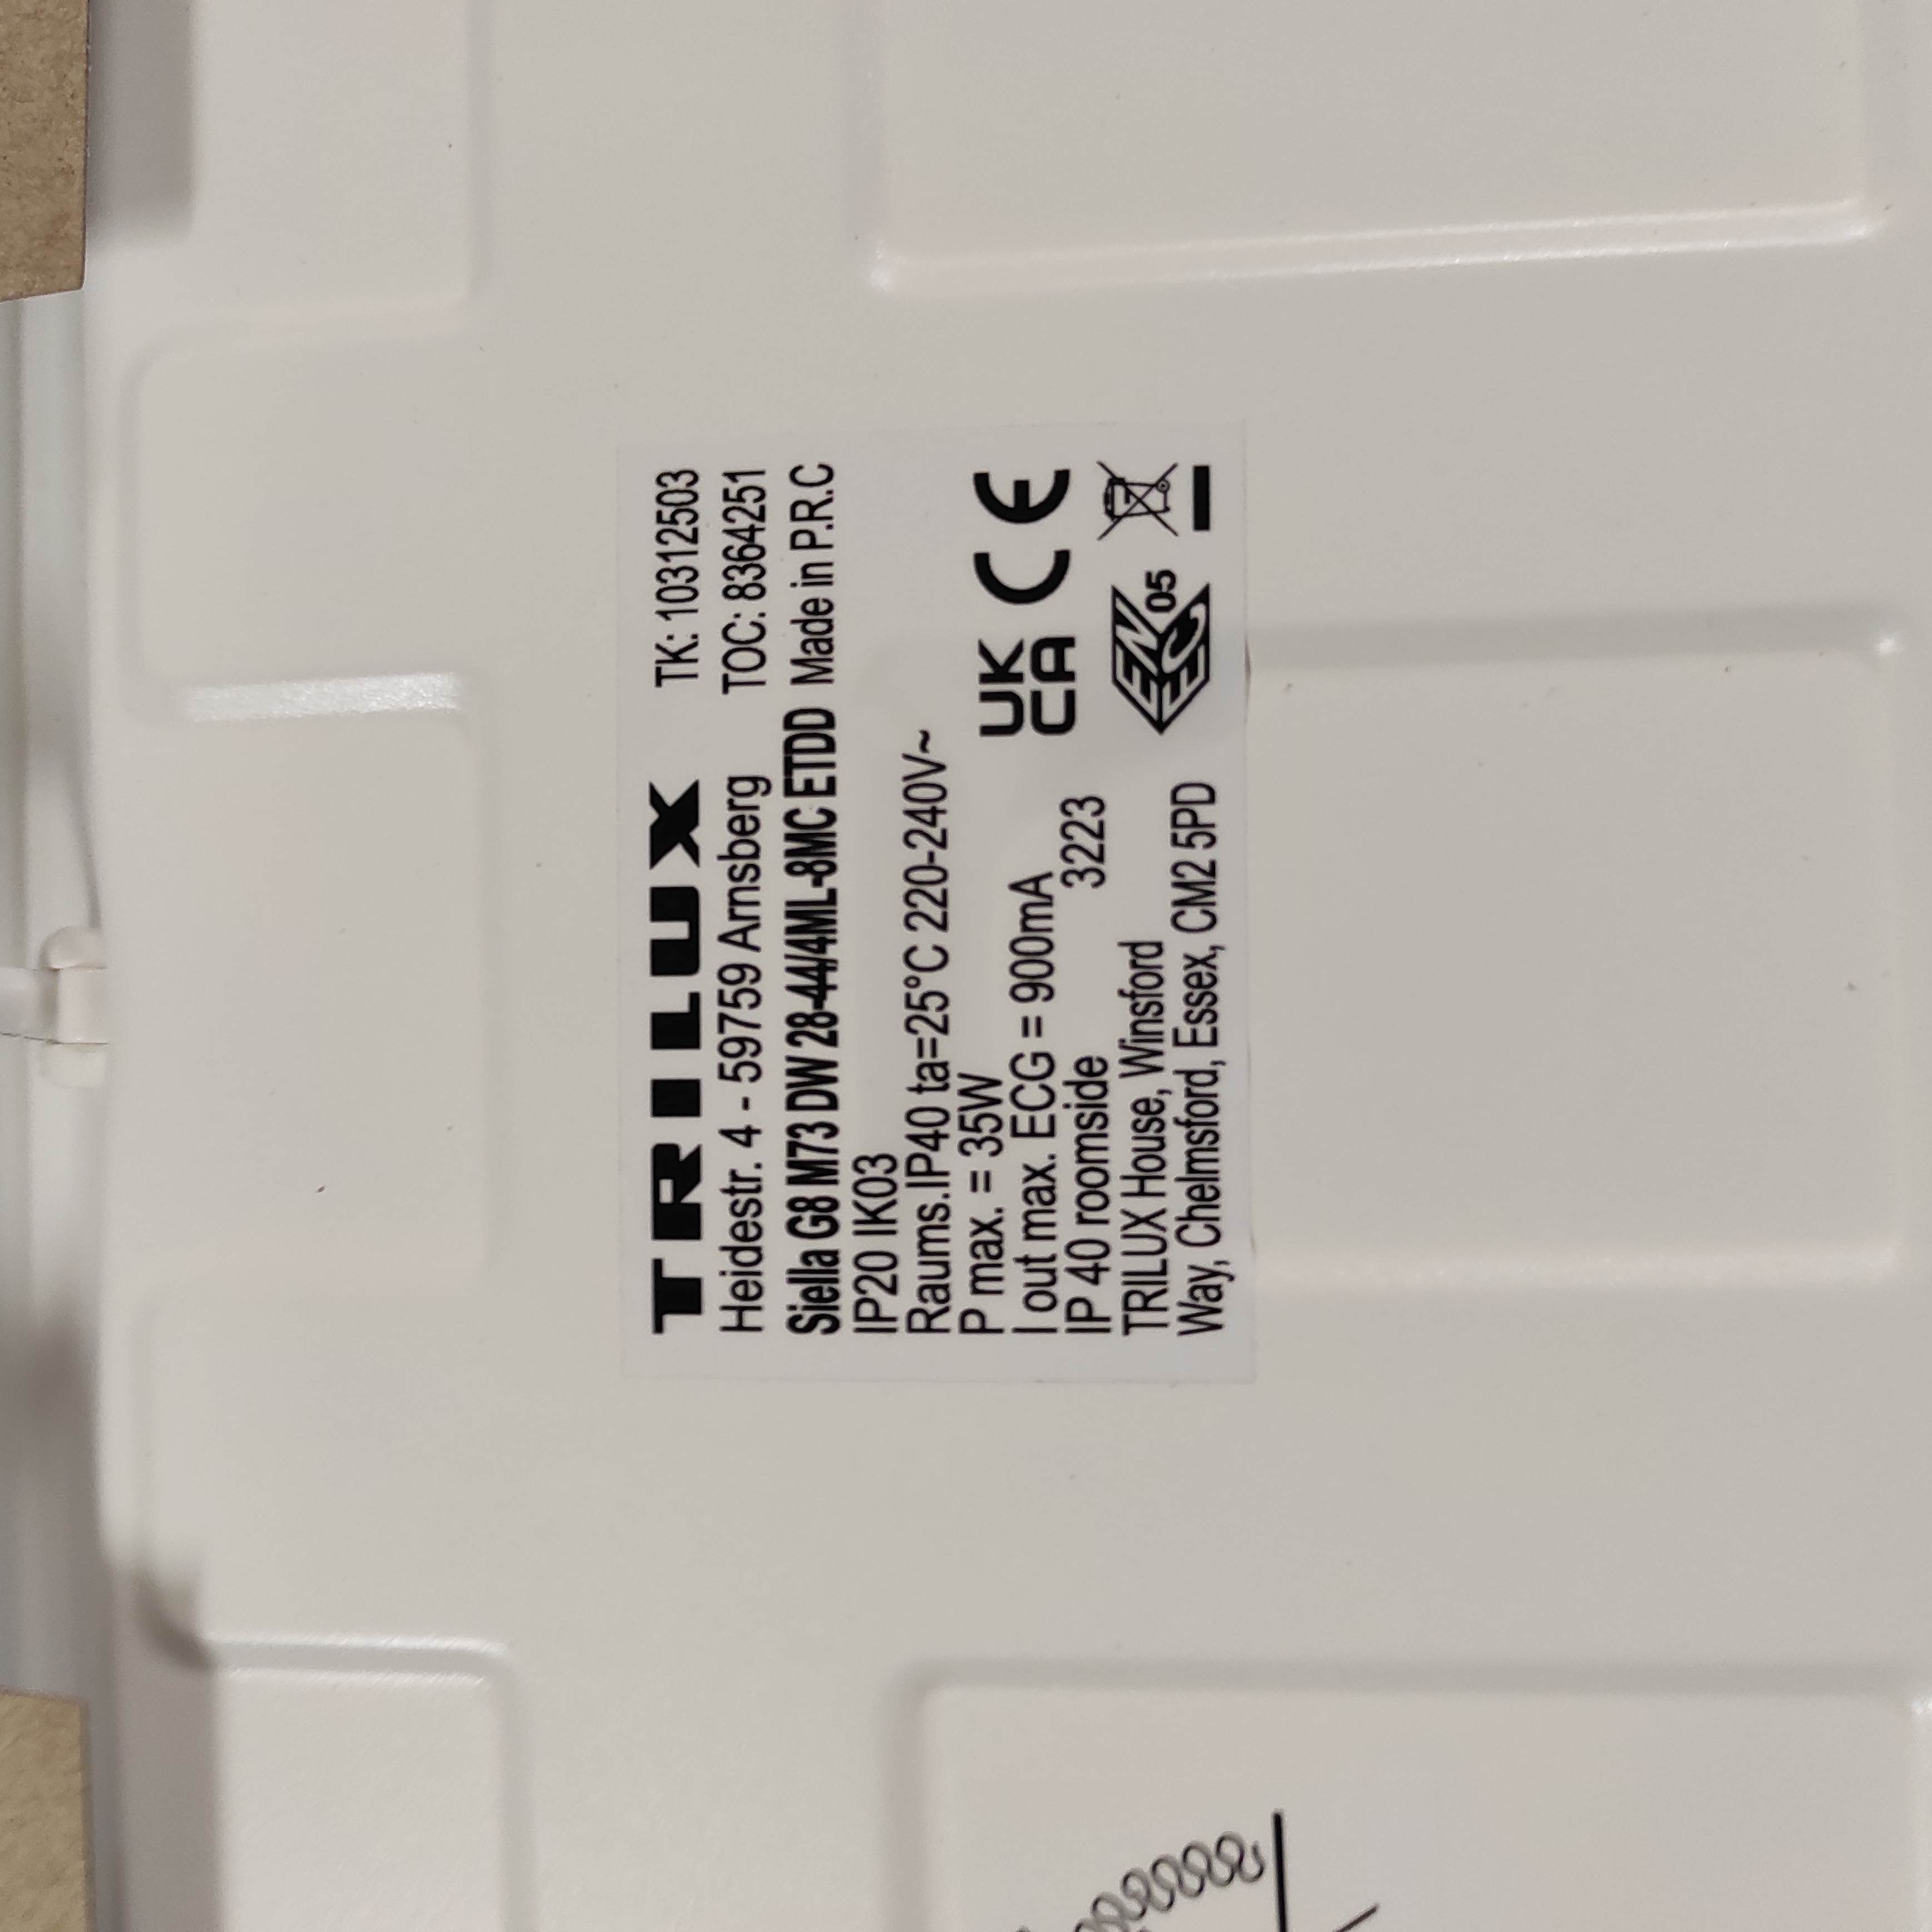 TRILUX TK: 10312503
Heidestr. 4 - 59759 Arnsberg TOC: 8364251
Siella G8 M73 DW 28-44/4ML-8MC ETDD Made in P.R.C
IP20 IK03
Raums.IP40 ta=25°C 220-240V~
P max. = 35W
I out max. ECG = 900mA
IP 40 roomside 3223
TRILUX House, Winsford
Way, Chelmsford, Essex, CM2 5PD
UK
CA
CE
EN
EC
05